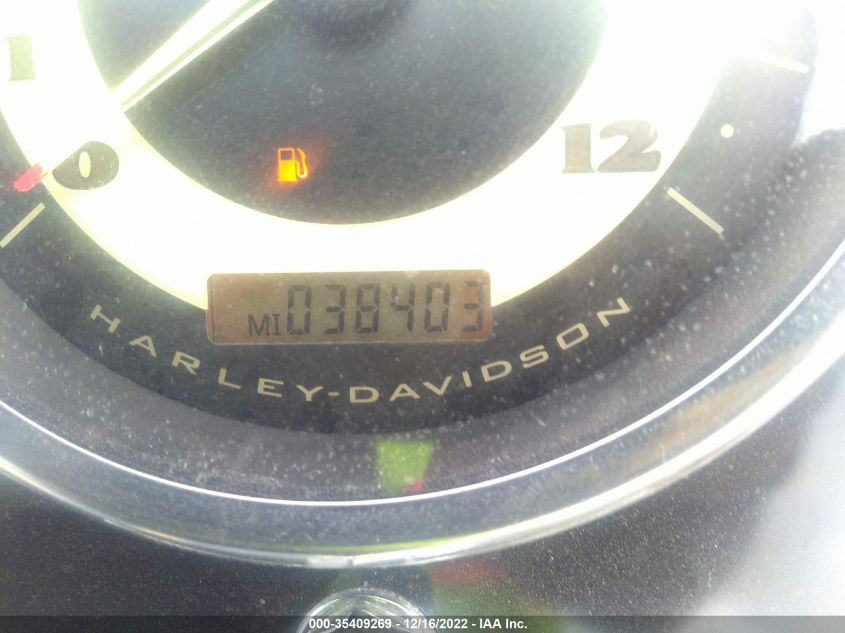 1
0
12
MI 038403
HARLEY-DAVIDSON
000-35409269 - 12/16/2022 - IAA Inc.